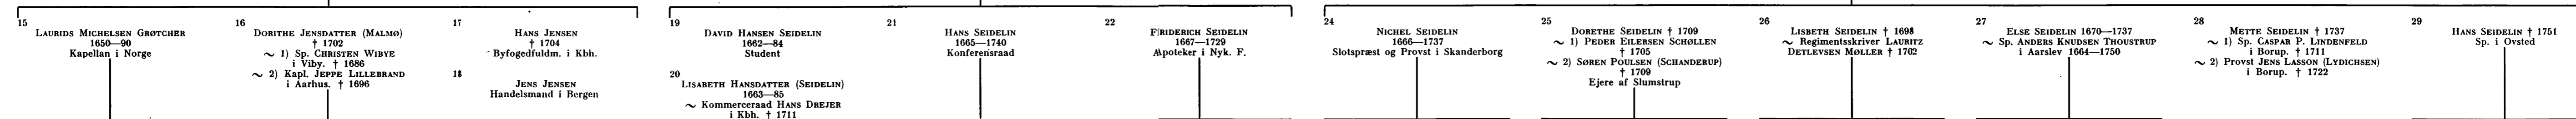 15
LAURIDS MICHELSEN GRØTCHER
1650—90
Kapellan i Norge
16
DORITHE JENSDATTER (MALMØ)
† 1702
~ 1) Sp. CHRISTEN WIBYE
i Viby. † 1686
~ 2) Kapl. JEPPE LILLEBRAND
i Aarhus. † 1696
17
HANS JENSEN
† 1704
Byfogedfuldm. i Kbh.
18
JENS JENSEN
Handelsmand i Bergen
19
DAVID HANSEN SEIDELIN
1662—84
Student
20
LISABETH HANSDATTER (SEIDELIN)
1663—85
~ Kommerceraad HANS DREJER
i Kbh. † 1711
21
HANS SEIDELIN
1665—1740
Konferensraad
22
FRIDERICH SEIDELIN
1667—1729
Apoteker i Nyk. F.
24
NICHEL SEIDELIN
1666—1737
Slotspræst og Provst i Skanderborg
25
DORETHE SEIDELIN † 1709
~ 1) PEDER EILERSEN SCHØLLEN
† 1705
~ 2) SØREN POULSEN (SCHANDERUP)
† 1709
Ejere af Slumstrup
26
LISBETH SEIDELIN † 1698
~ Regimentsskriver LAURITZ
DETLEVSEN MØLLER † 1702
27
ELSE SEIDELIN 1670—1737
~ Sp. ANDERS KNUDSEN THOUSTRUP
i Aarslev 1664—1750
28
METTE SEIDELIN † 1737
~ 1) Sp. CASPAR P. LINDENFELD
i Borup. † 1711
~ 2) Provst JENS LASSON (LYDICHSEN)
i Borup. † 1722
29
HANS SEIDELIN † 1751
Sp. i Ovsted